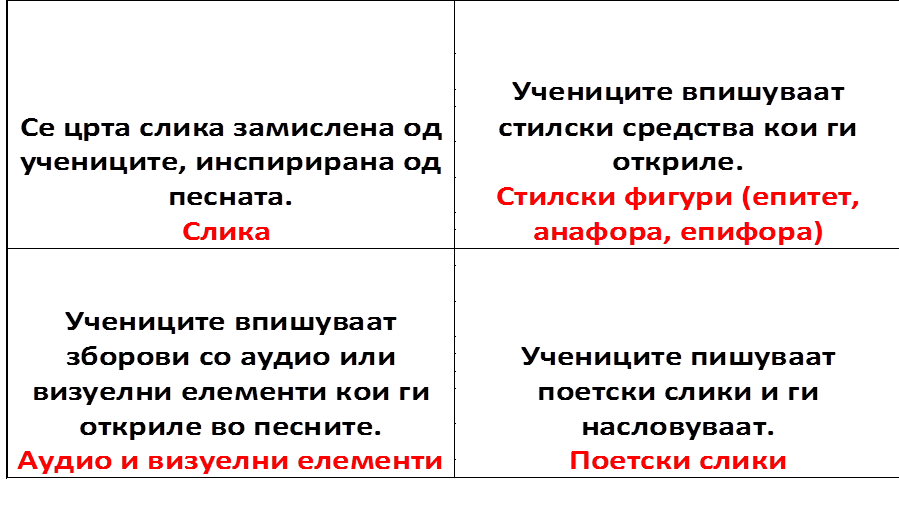 Се црта слика замислена од
учениците, инспирирана од
песната.
Слика
Учениците впишуваат
стилски средства кои ги
откриле.
Стилски фигури (епитет,
анафора, епифора)
Учениците впишуваат
зборови со аудио или
визуелни елементи кои ги
откриле во песните.
Аудио и визуелни елементи
Учениците пишуваат
поетски слики и ги
насловуваат.
Поетски слики